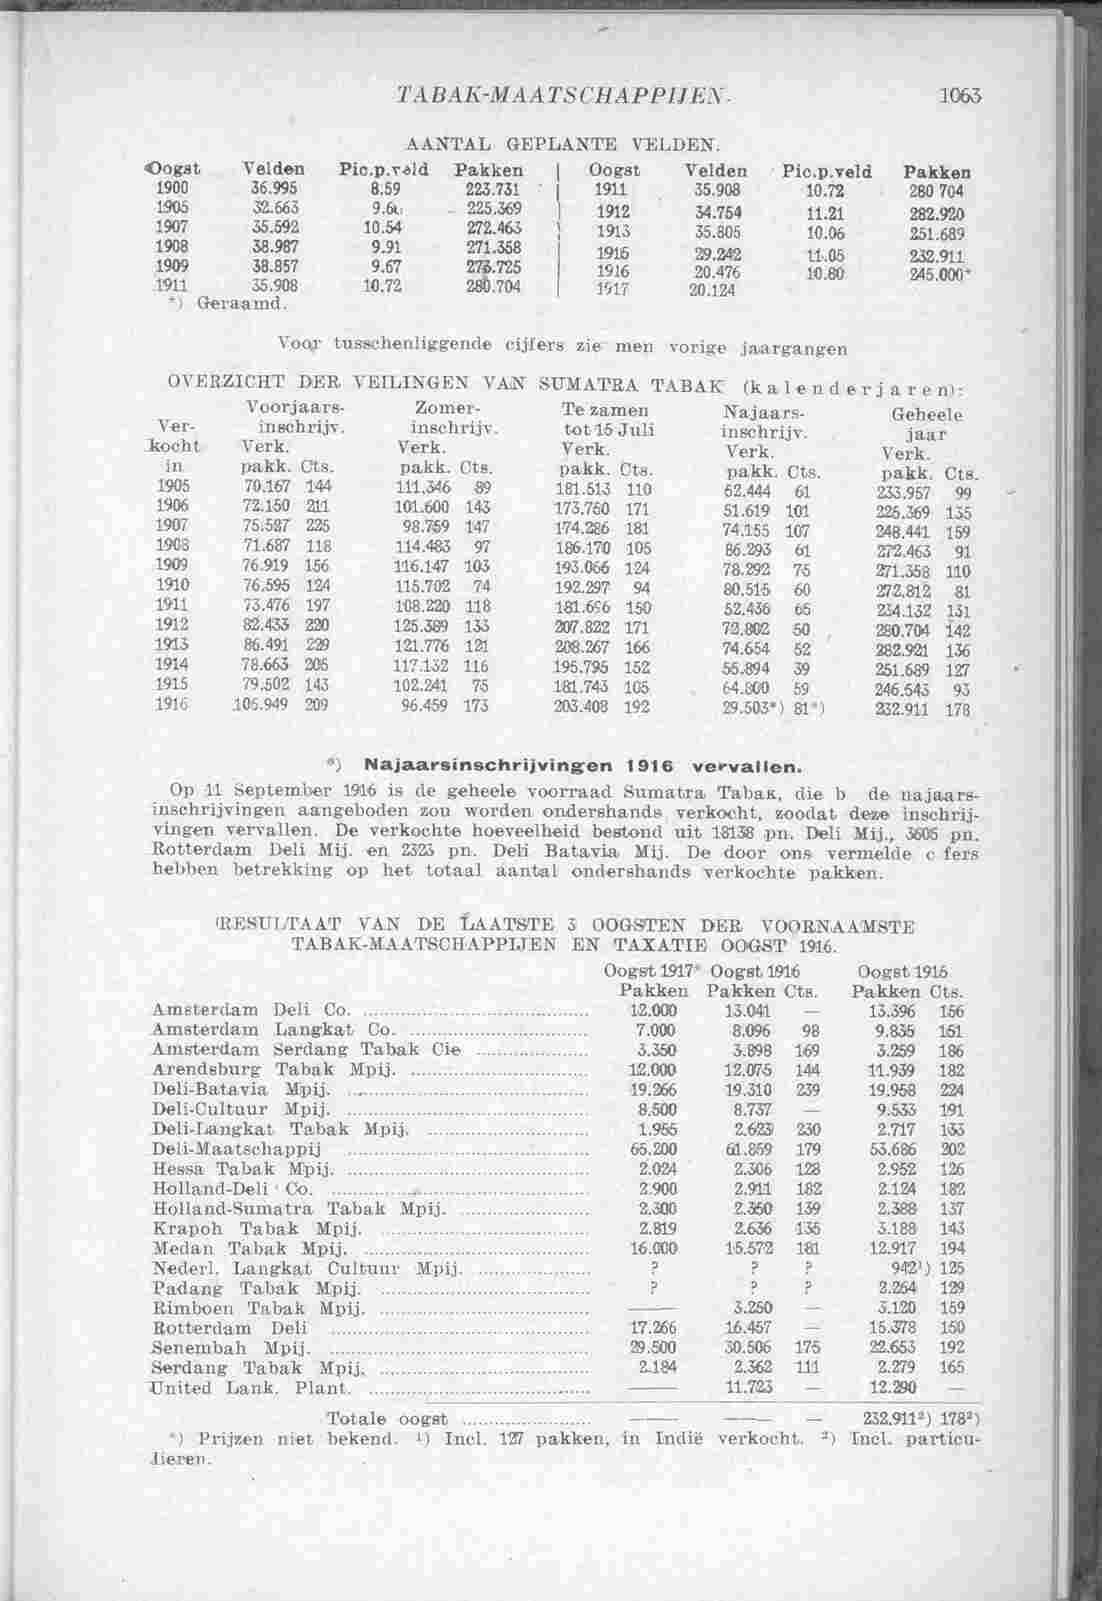 TABAK-MAATSCHAPPIJEN.
1063
AANTAL GEPLANTE VELDEN.
Oogst Velden Pic.p.veld Pakken | Oogst Velden Pic.p.veld Pakken
1900 36.995 8.59 223.731 | 1911 35.908 10.72 280 704
1905 32.663 225.369 | 1912 34.754 11.21 282.920
1907 35.592 10.54 272.463 | 1913 35.805 10.06 251.689
1908 38.987 9.91 271.358 | 1915 29.242 11.05 232.911
1909 38.857 9.67 273.725 | 1916 20.476 10.80 245.000*
1911 35.908 10.72 280.704 | 1917 20.124
*) Geraamd.
Voor tusschenliggende cijfers zie men vorige jaargangen
OVERZICHT DER VEILINGEN VAN SUMATRA TABAK (kalenderjaren):
Voorjaars- Zomer- Te zamen Najaars- Geheele
Ver- inschrijv. inschrijv. tot 15 Juli inschrijv. jaar
kocht Verk. Verk. Verk. Verk. Verk.
in pakk. Cts. pakk. Cts. pakk. Cts. pakk. Cts. pakk. Cts.
1905 70.167 144 111.346 89 181.513 110 52.444 61 233.957 99
1906 72.150 211 101.600 143 173.750 171 51.619 101 225.369 135
1907 75.527 225 98.759 147 174.286 181 74.155 107 248.441 159
1908 71.687 118 114.483 97 186.170 105 86.293 61 272.463 91
1909 76.919 156 116.147 103 193.066 124 78.292 75 271.358 110
1910 76.595 124 115.702 74 192.297 94 80.515 60 272.812 81
1911 73.476 197 108.220 118 181.696 150 52.436 65 234.132 131
1912 82.433 220 125.389 133 207.822 171 72.802 50 280.704 142
1913 86.491 229 121.776 121 208.267 166 74.654 52 282.921 136
1914 78.663 205 117.132 116 195.795 152 55.894 39 251.689 127
1915 79.502 143 102.241 75 181.743 105 64.800 59 246.543 93
1916 106.949 209 96.459 173 203.408 192 29.503*) 81*) 232.911 178
*) Najaarsinschrijvingen 1916 vervallen.
Op 11 September 1916 is de geheele voorraad Sumatra Tabak, die b de najaars-
inschrijvingen aangeboden zou worden ondershands verkocht, zoodat deze inschrij-
vingen vervallen. De verkochte hoeveelheid bestond uit 18138 pn. Deli Mij., 3605 pn.
Rotterdam Deli Mij. en 2323 pn. Deli Batavia Mij. De door ons vermelde c fers
hebben betrekking op het totaal aantal ondershands verkochte pakken.
RESULTAAT VAN DE LAATSTE 3 OOGSTEN DER VOORNAAMSTE
TABAK-MAATSCHAPPIJEN EN TAXATIE OOGST 1916.
Oogst 1917* Oogst 1916 Oogst 1915
Pakken Pakken Cts. Pakken Cts.
Amsterdam Deli Co. ........ 12.000 13.041 — 13.396 156
Amsterdam Langkat Co. ........ 7.000 8.096 98 9.835 151
Amsterdam Serdang Tabak Cie ........ 3.350 3.898 169 3.259 186
Arendsburg Tabak Mpij. ........ 12.000 12.075 144 11.939 182
Deli-Batavia Mpij. ........ 19.266 19.310 239 19.958 224
Deli-Cultuur Mpij. ........ 8.500 8.737 — 9.533 191
Deli-Langkat Tabak Mpij. ........ 1.955 2.623 230 2.717 133
Deli-Maatschappij ........ 65.200 61.859 179 53.686 202
Hessa Tabak Mpij. ........ 2.024 2.306 128 2.952 126
Holland-Deli Co. ........ 2.900 2.911 182 2.124 182
Holland-Sumatra Tabak Mpij. ........ 2.300 2.350 139 2.388 137
Krapoh Tabak Mpij. ........ 2.819 2.636 135 3.188 143
Medan Tabak Mpij. ........ 16.000 15.572 181 12.917 194
Nederl. Langkat Cultuur Mpij. ........ ? ? ? 942¹) 125
Padang Tabak Mpij. ........ ? ? ? 2.264 129
Rimboen Tabak Mpij. ........ — 3.250 — 3.120 159
Rotterdam Deli ........ 17.266 16.457 — 15.378 150
Senembah Mpij. ........ 29.500 30.506 175 22.653 192
Serdang Tabak Mpij. ........ 2.184 2.362 111 2.279 165
United Lank. Plant. ........ — 11.723 — 12.290 —
Totale oogst ........ — — — 232.911²) 178²)
*) Prijzen niet bekend. ¹) Incl. 127 pakken, in Indië verkocht. ²) Incl. particu-
lieren.